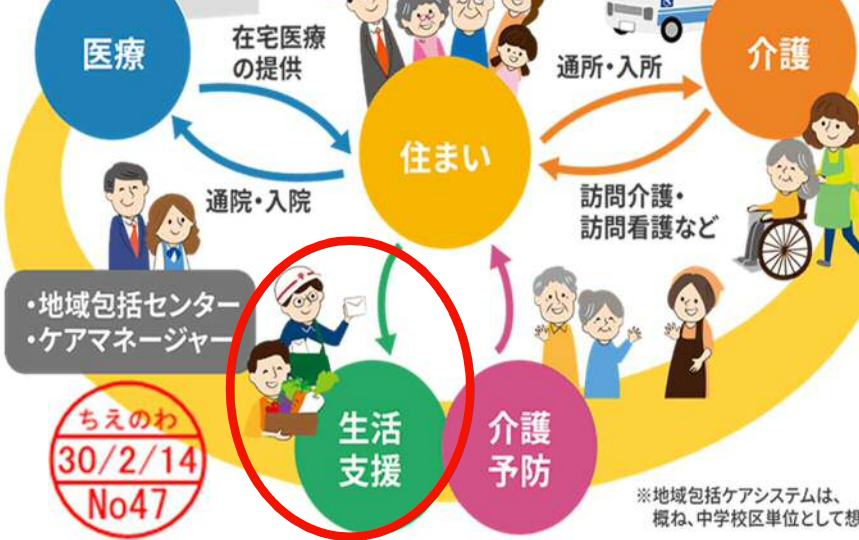 医療
在宅医療
の提供
通所・入所
介護
住まい
通院・入院
訪問介護・
訪問看護など
・地域包括センター
・ケアマネージャー
生活
支援
介護
予防
ちえのわ
30/2/14
No47
※地域包括ケアシステムは、
概ね、中学校区単位として想